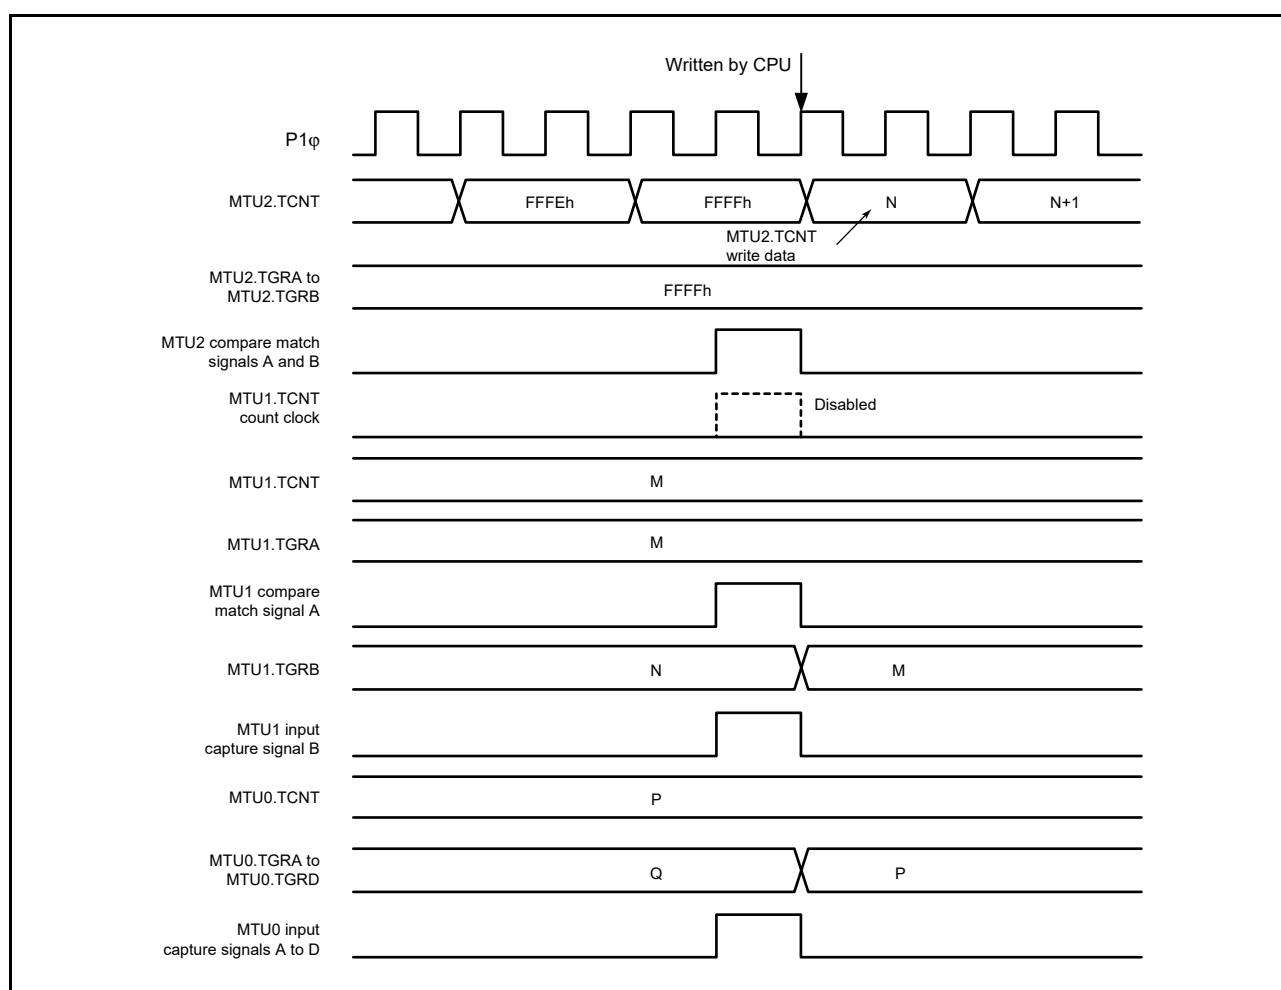 Written by CPU
P1φ
MTU2.TCNT
FFFEh
FFFFh
N
N+1
MTU2.TCNT
write data
MTU2.TGRA to
MTU2.TGRB
FFFFh
MTU2 compare match
signals A and B
MTU1.TCNT
count clock
Disabled
MTU1.TCNT
M
MTU1.TGRA
M
MTU1 compare
match signal A
MTU1.TGRB
N
M
MTU1 input
capture signal B
MTU0.TCNT
P
MTU0.TGRA to
MTU0.TGRD
Q
P
MTU0 input
capture signals A to D